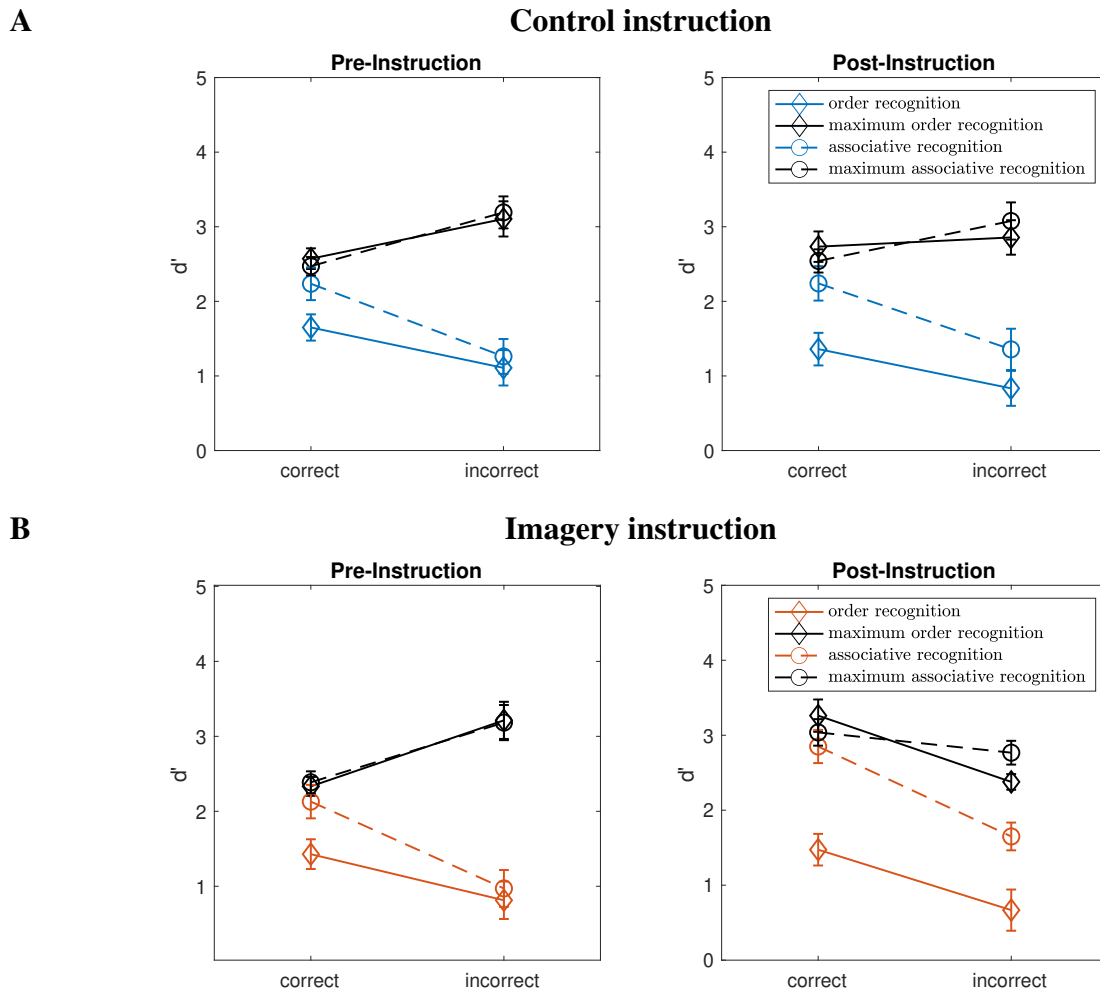 A
Control instruction
Pre-Instruction
Post-Instruction
5
4
3
2
1
0
d'
correct
incorrect
5
4
3
2
1
0
d'
correct
incorrect
order recognition
maximum order recognition
associative recognition
maximum associative recognition
B
Imagery instruction
Pre-Instruction
Post-Instruction
5
4
3
2
1
d'
correct
incorrect
5
4
3
2
1
0
d'
correct
incorrect
order recognition
maximum order recognition
associative recognition
maximum associative recognition